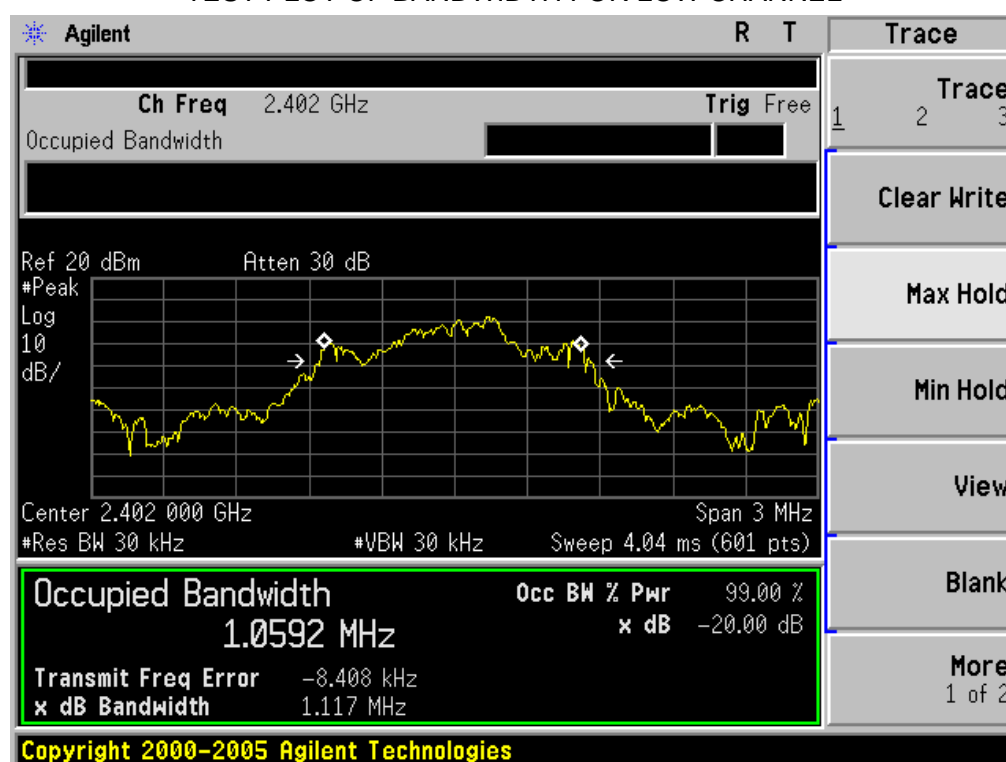 Agilent R T
Ch Freq 2.402 GHz Trig Free
Occupied Bandwidth
Ref 20 dBm Atten 30 dB
#Peak
Log
10
dB/
Center 2.402 000 GHz Span 3 MHz
#Res BW 30 kHz #VBW 30 kHz Sweep 4.04 ms (601 pts)
Occupied Bandwidth
1.0592 MHz
Occ BW % Pwr 99.00 %
x dB -20.00 dB
Transmit Freq Error -8.408 kHz
x dB Bandwidth 1.117 MHz
Copyright 2000-2005 Agilent Technologies
Trace
Trace
1 2 3
Clear Write
Max Hold
Min Hold
View
Blank
More
1 of 2